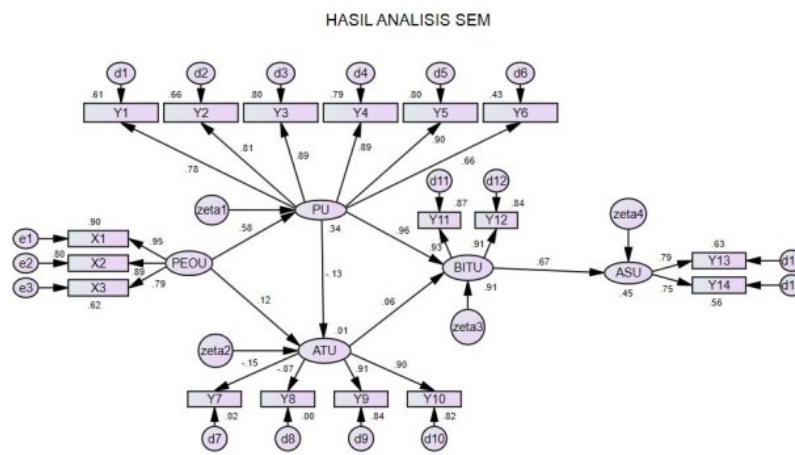 HASIL ANALISIS SEM
d1 d2 d3 d4 d5 d6
.61 .66 .80 .79 .80 .43
Y1 Y2 Y3 Y4 Y5 Y6
.78 .81 .89 .89 .90 .66
d11 d12
zeta1 PU .87 .84 zeta4
.90 .58 .34 .96 Y11 Y12
e1 X1 .95 .93 .91 .63
e2 .80 X2 .89 PEOU BITU .67 ASU .79 Y13 d1
e3 X3 .79 -.13 .91 .45 .75 Y14 d1
.62 .12 .06 .56
.01 zeta3
zeta2 ATU
-.15 -.07 .91 .90
Y7 Y8 Y9 Y10
.02 .00 .84 .82
d7 d8 d9 d10